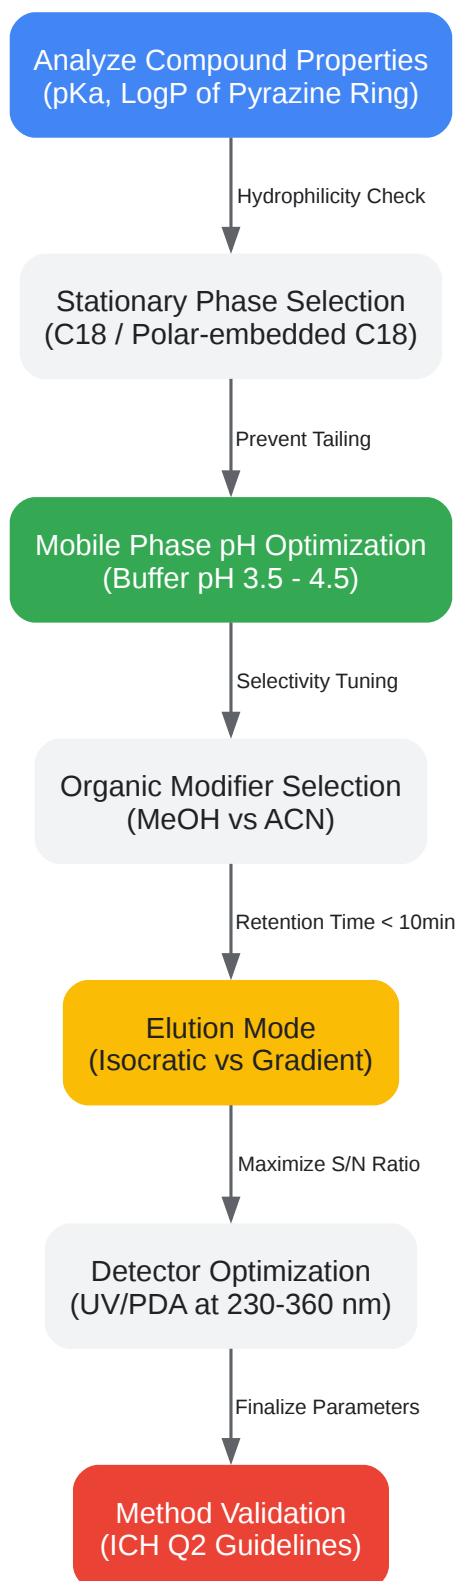 Analyze Compound Properties
(pKa, LogP of Pyrazine Ring)
Hydrophilicity Check
Stationary Phase Selection
(C18 / Polar-embedded C18)
Prevent Tailing
Mobile Phase pH Optimization
(Buffer pH 3.5 - 4.5)
Selectivity Tuning
Organic Modifier Selection
(MeOH vs ACN)
Retention Time < 10min
Elution Mode
(Isocratic vs Gradient)
Maximize S/N Ratio
Detector Optimization
(UV/PDA at 230-360 nm)
Finalize Parameters
Method Validation
(ICH Q2 Guidelines)